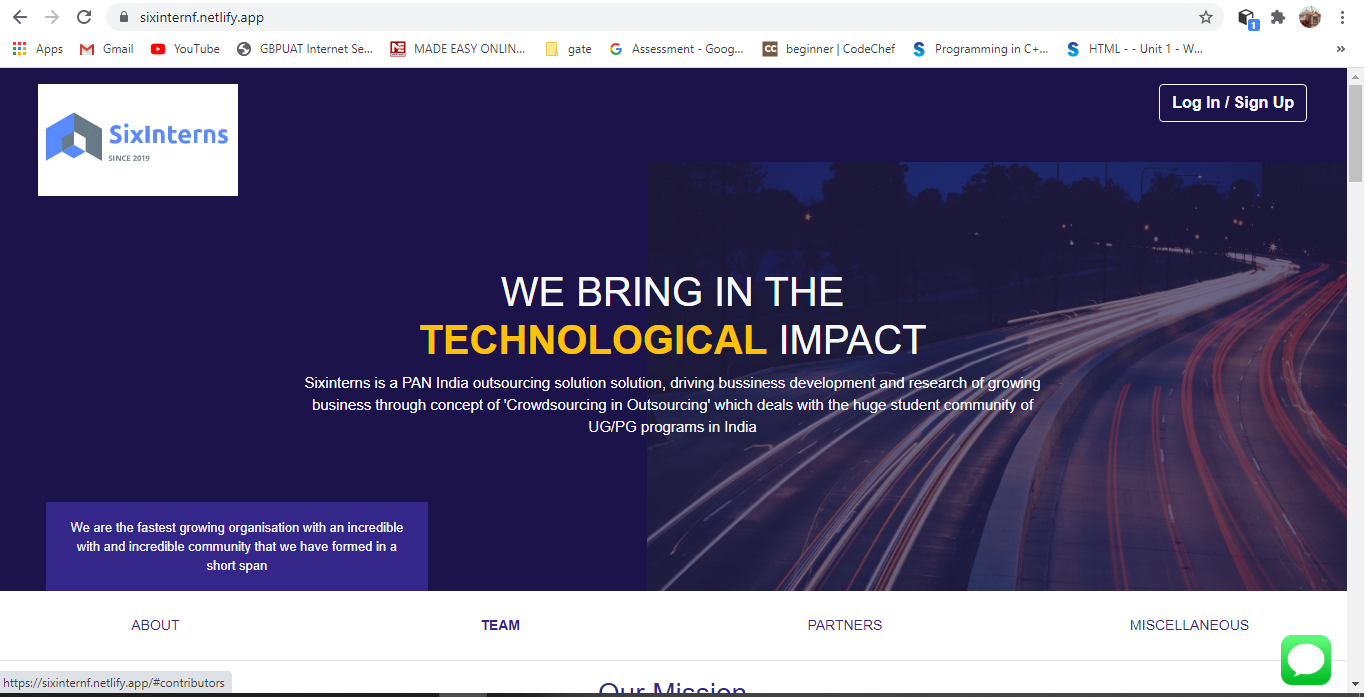 sixinternf.netlify.app
1
Apps
Gmail
YouTube
GBPUAT Internet Se...
MADE EASY ONLIN...
gate
Assessment - Goog...
CC
beginner | CodeChef
Programming in C+...
HTML - - Unit 1 - W...
»
SixInterns
SINCE 2019
Log In / Sign Up
WE BRING IN THE
TECHNOLOGICAL IMPACT
Sixinterns is a PAN India outsourcing solution solution, driving bussiness development and research of growing
business through concept of 'Crowdsourcing in Outsourcing' which deals with the huge student community of
UG/PG programs in India
We are the fastest growing organisation with an incredible
with and incredible community that we have formed in a
short span
ABOUT
TEAM
PARTNERS
MISCELLANEOUS
https://sixinternf.netlify.app/#contributors
Our Mission